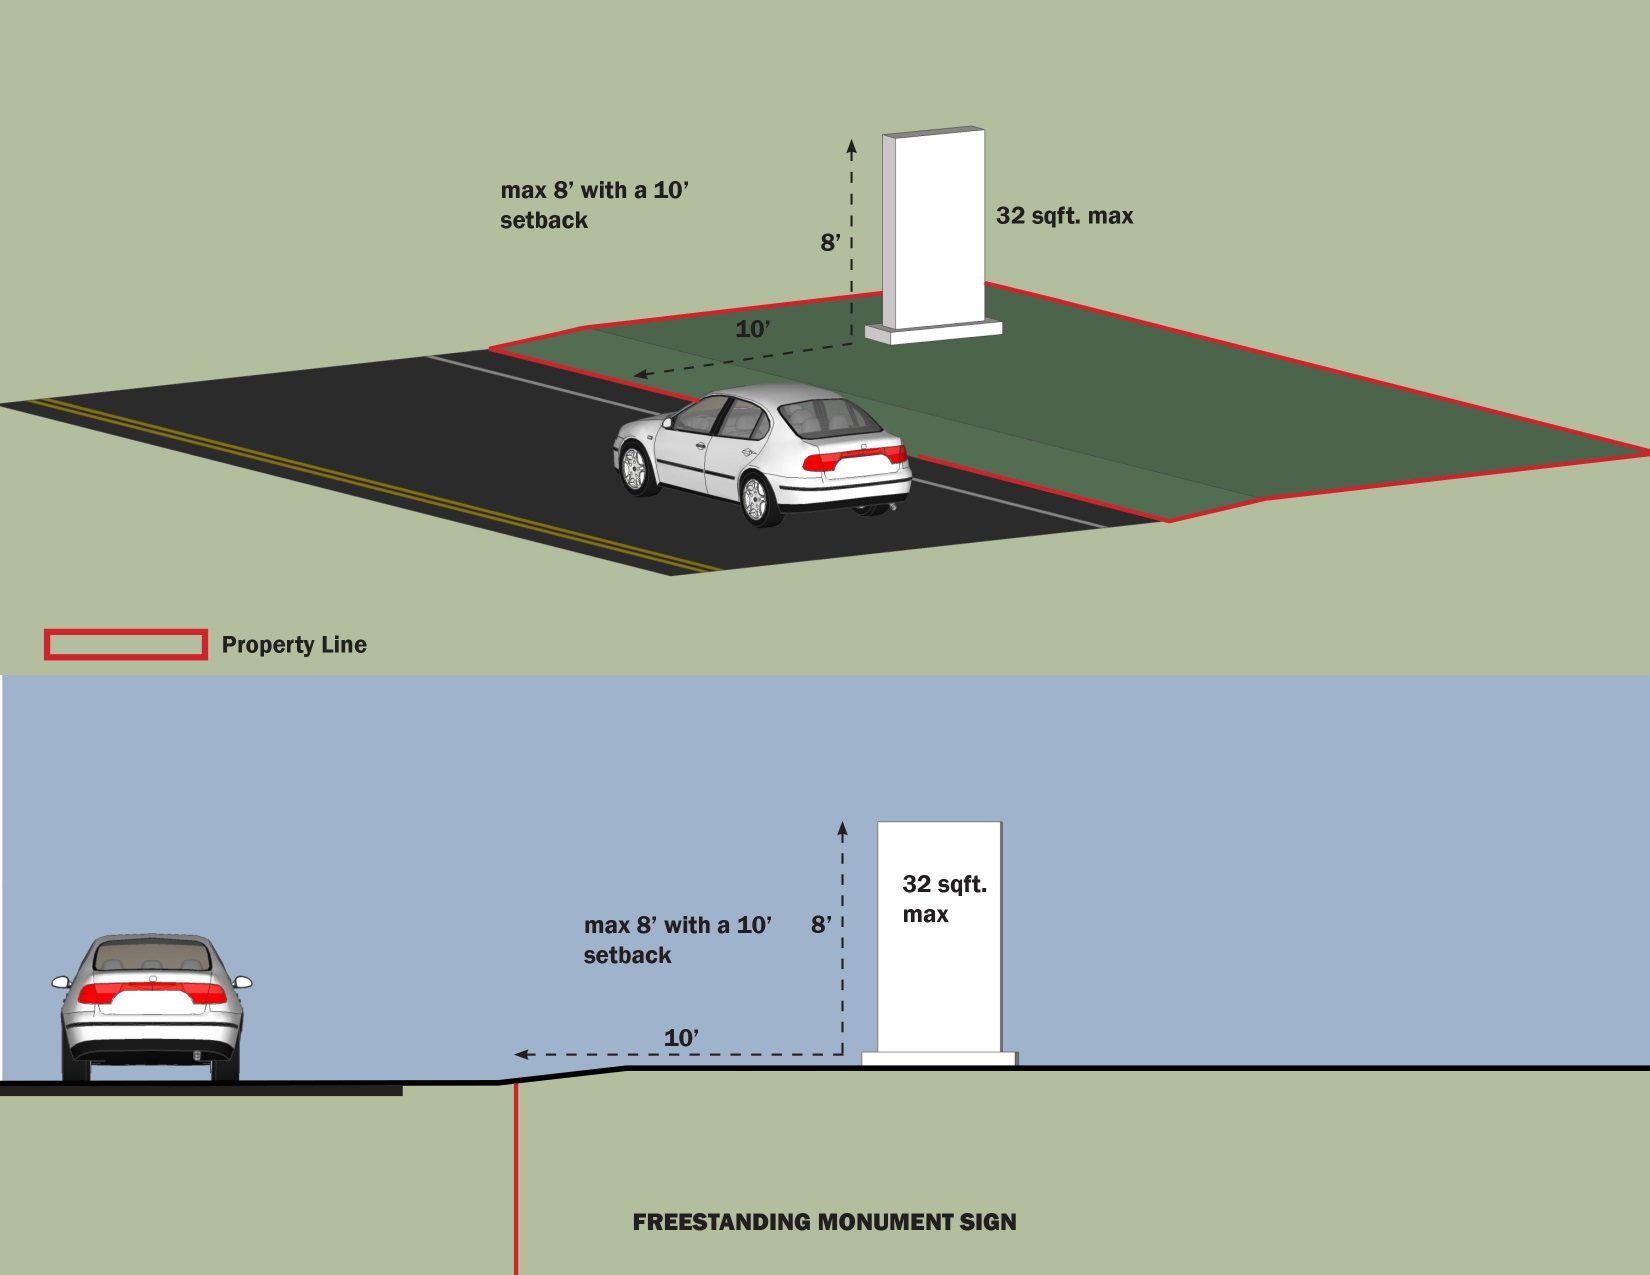 max 8’ with a 10’
setback
8’
32 sqft. max
10’
Property Line
32 sqft.
max
max 8’ with a 10’
setback
8’
10’
FREESTANDING MONUMENT SIGN